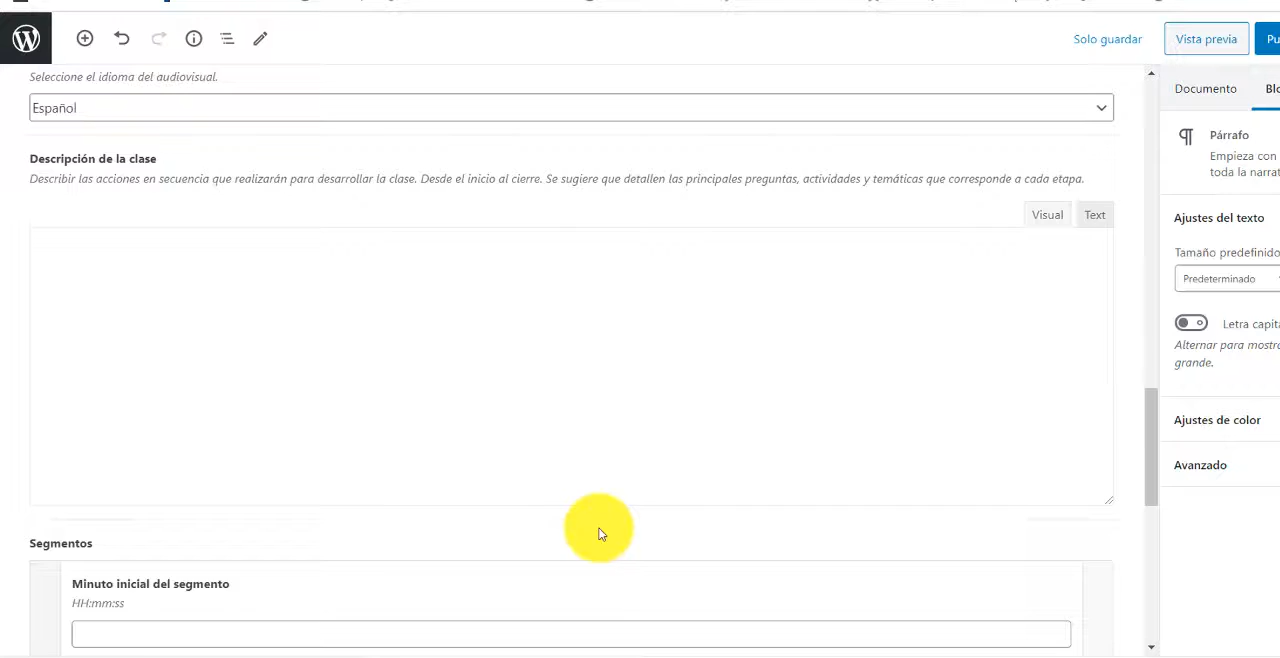 Solo guardar
Vista previa
Pu
Seleccione el idioma del audiovisual.
Español
Descripción de la clase
Describir las acciones en secuencia que realizarán para desarrollar la clase. Desde el inicio al cierre. Se sugiere que detallen las principales preguntas, actividades y temáticas que corresponde a cada etapa.
Visual
Text
Segmentos
Minuto inicial del segmento
HH:mm:ss
Documento
Blo
Párrafo
Empieza con
toda la narrat
Ajustes del texto
Tamaño predefinido
Predeterminado
Letra capita
Alternar para mostra
grande.
Ajustes de color
Avanzado